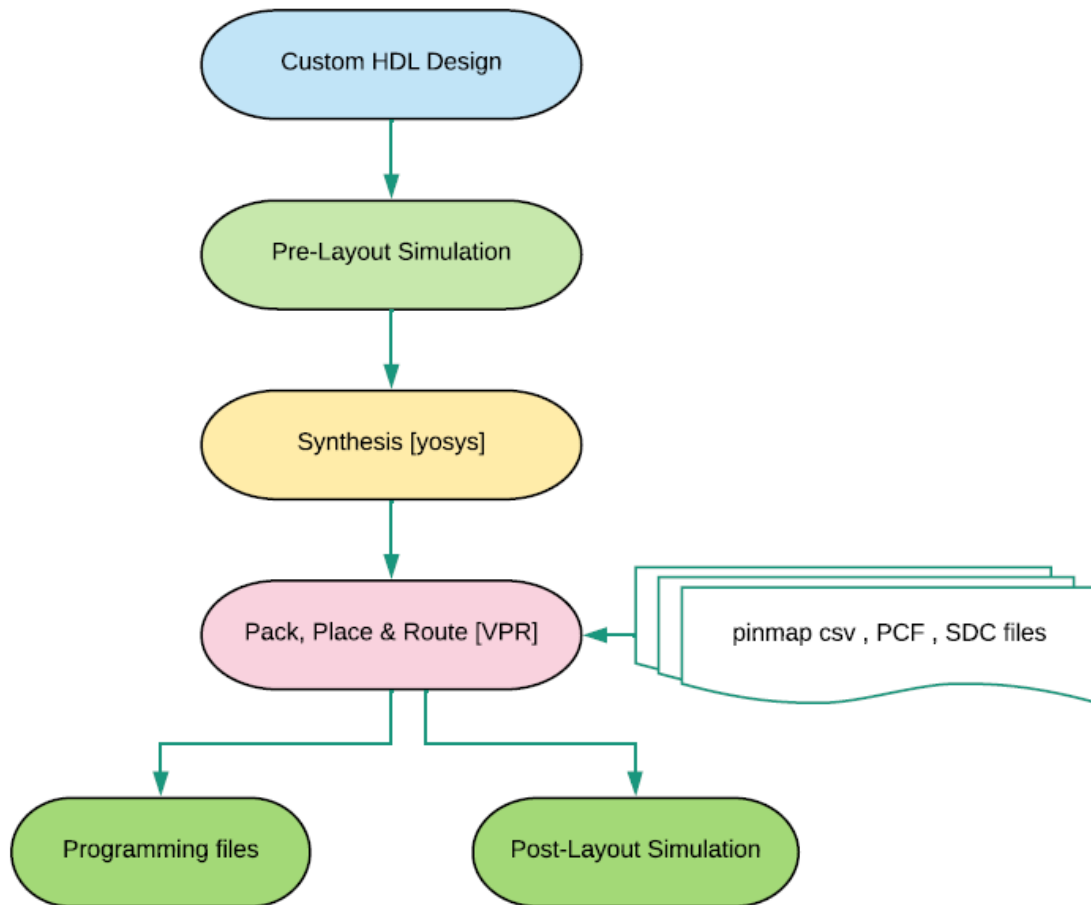 Custom HDL Design
Pre-Layout Simulation
Synthesis [yosys]
Pack, Place & Route [VPR]
pinmap csv , PCF , SDC files
Programming files
Post-Layout Simulation